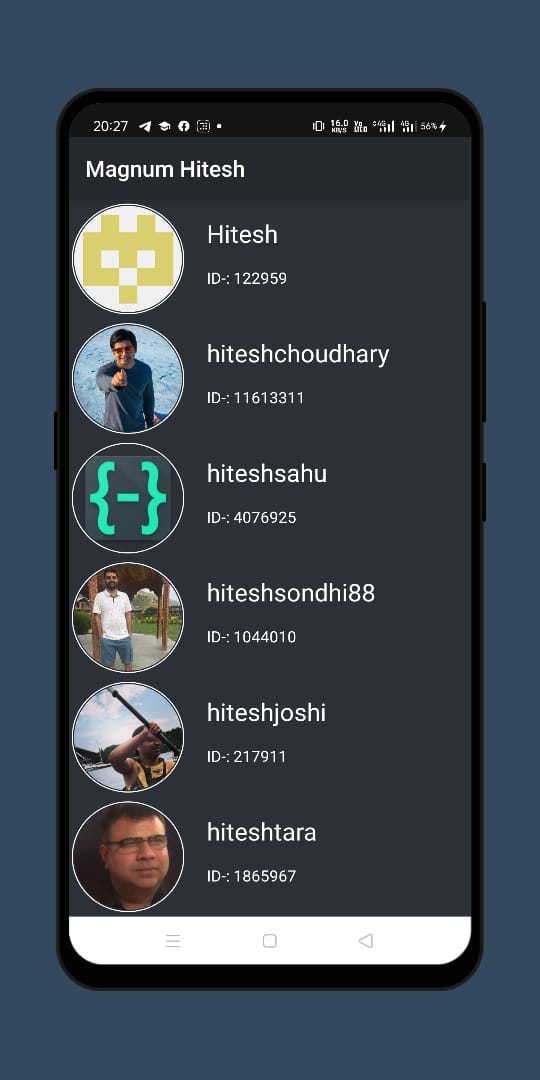 20:27
16.0 KB/S
Vo LTE
4G
4G
56%
Magnum Hitesh
Hitesh
ID-: 122959
hiteshchoudhary
ID-: 11613311
hiteshsahu
ID-: 4076925
{-}
hiteshsondhi88
ID-: 1044010
hiteshjoshi
ID-: 217911
hiteshtara
ID-: 1865967